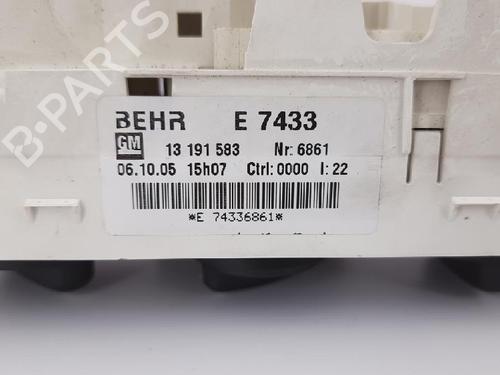 B-PARTS
BEHR E 7433
GM 13 191 583 Nr: 6861
06.10.05 15h07 Ctrl:0000 I:22
*E 74336861*